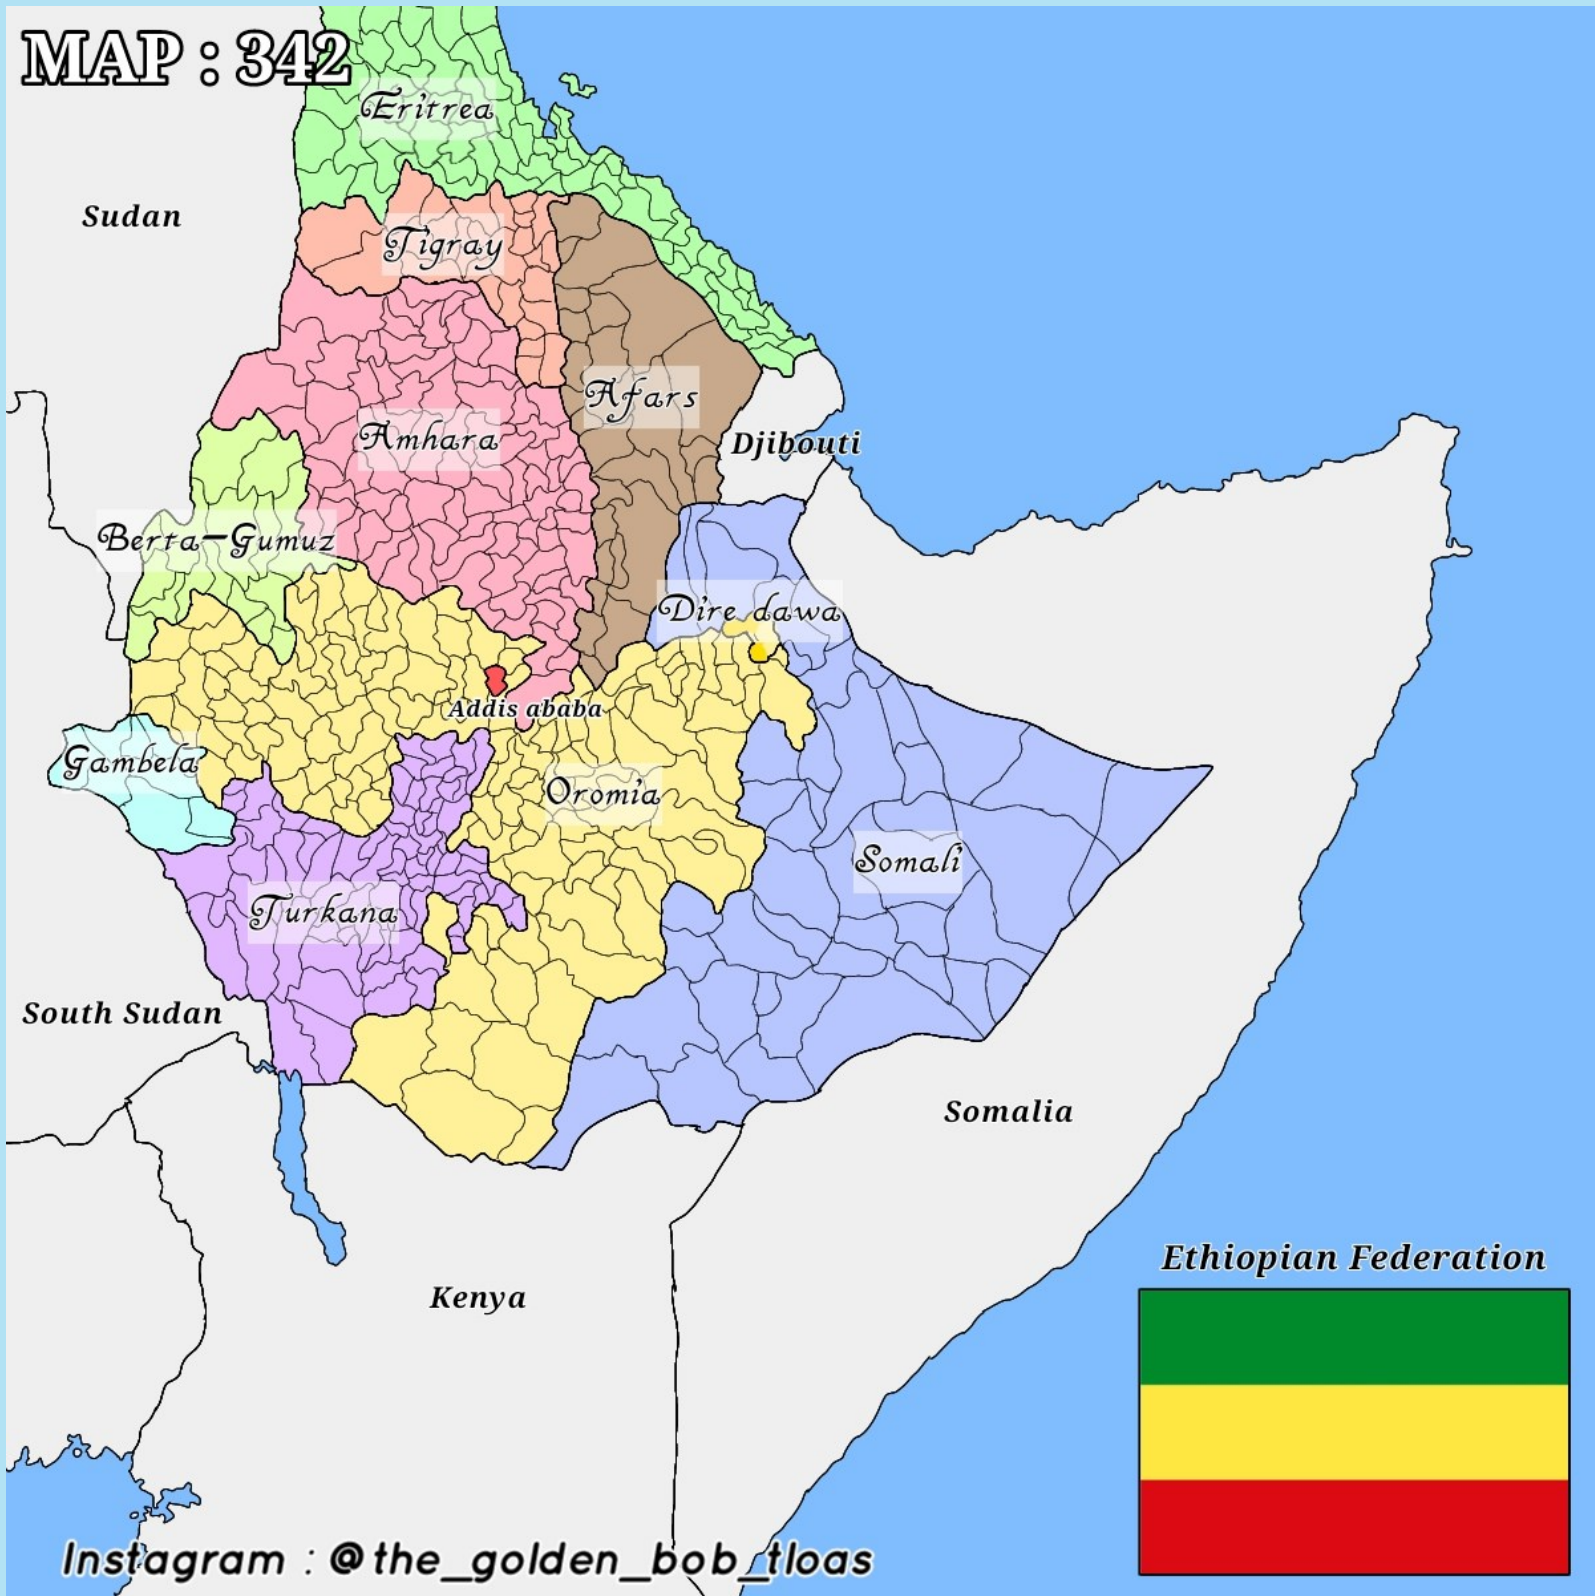 MAP : 342
Eritrea
Sudan
Tigray
Afars
Amhara
Djibouti
Berta-Gumuz
Dire dawa
Addis ababa
Gambela
Oromia
Somali
Turkana
South Sudan
Somalia
Ethiopian Federation
Kenya
Instagram : @the_golden_bob_tloas